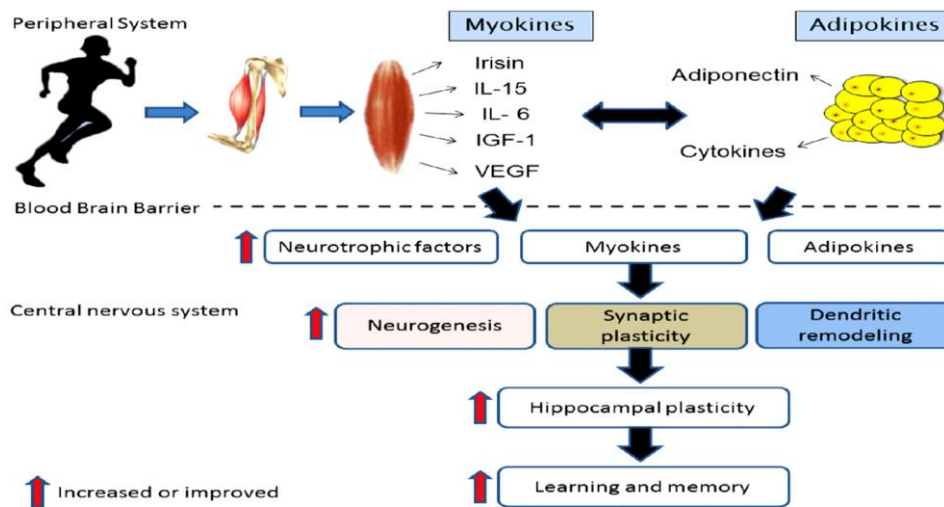 Peripheral System
Myokines
Adipokines
Irisin
IL-15
IL- 6
IGF-1
VEGF
Adiponectin
Cytokines
Blood Brain Barrier
Neurotrophic factors
Myokines
Adipokines
Central nervous system
Neurogenesis
Synaptic
plasticity
Dendritic
remodeling
Hippocampal plasticity
Increased or improved
Learning and memory